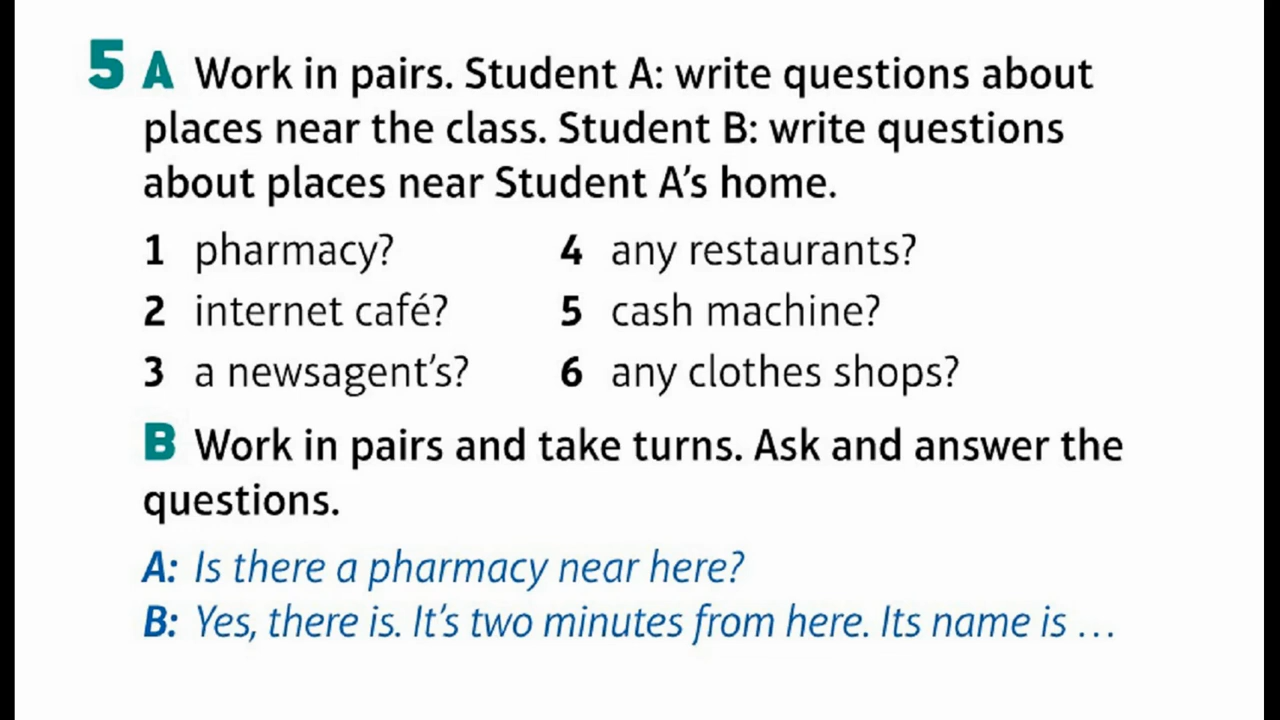 5 A Work in pairs. Student A: write questions about
places near the class. Student B: write questions
about places near Student A's home.
1 pharmacy?
2 internet café?
3 a newsagent's?
4 any restaurants?
5 cash machine?
6 any clothes shops?
B Work in pairs and take turns. Ask and answer the
questions.
A: Is there a pharmacy near here?
B: Yes, there is. It's two minutes from here. Its name is ...